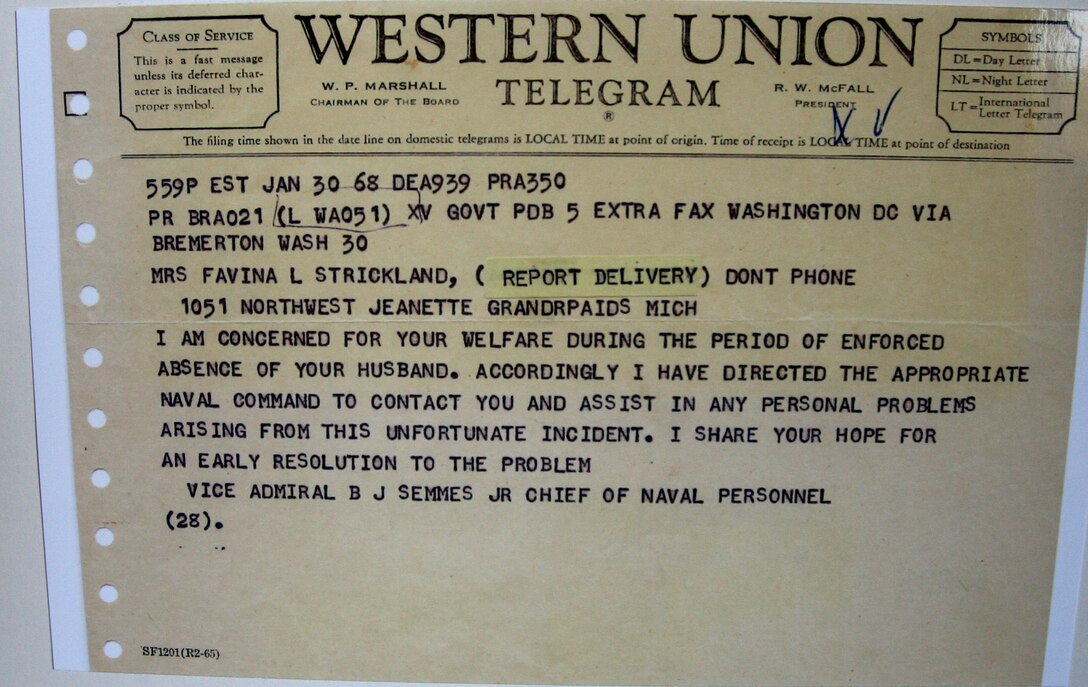 CLASS OF SERVICE
This is a fast message
unless its deferred char-
acter is indicated by the
proper symbol.
WESTERN UNION
TELEGRAM
®
W. P. MARSHALL
CHAIRMAN OF THE BOARD
R. W. McFALL
PRESIDENT
SYMBOLS
DL=Day Letter
NL=Night Letter
LT=International
Letter Telegram
The filing time shown in the date line on domestic telegrams is LOCAL TIME at point of origin. Time of receipt is LOCAL TIME at point of destination
559P EST JAN 30 68 DEA939 PRA350
PR BRA021 (L WA051) XV GOVT PDB 5 EXTRA FAX WASHINGTON DC VIA
BREMERTON WASH 30
MRS FAVINA L STRICKLAND, ( REPORT DELIVERY) DONT PHONE
1051 NORTHWEST JEANETTE GRANDRPAIDS MICH
I AM CONCERNED FOR YOUR WELFARE DURING THE PERIOD OF ENFORCED
ABSENCE OF YOUR HUSBAND. ACCORDINGLY I HAVE DIRECTED THE APPROPRIATE
NAVAL COMMAND TO CONTACT YOU AND ASSIST IN ANY PERSONAL PROBLEMS
ARISING FROM THIS UNFORTUNATE INCIDENT. I SHARE YOUR HOPE FOR
AN EARLY RESOLUTION TO THE PROBLEM
VICE ADMIRAL B J SEMMES JR CHIEF OF NAVAL PERSONNEL
(28).
SF1201(R2-65)